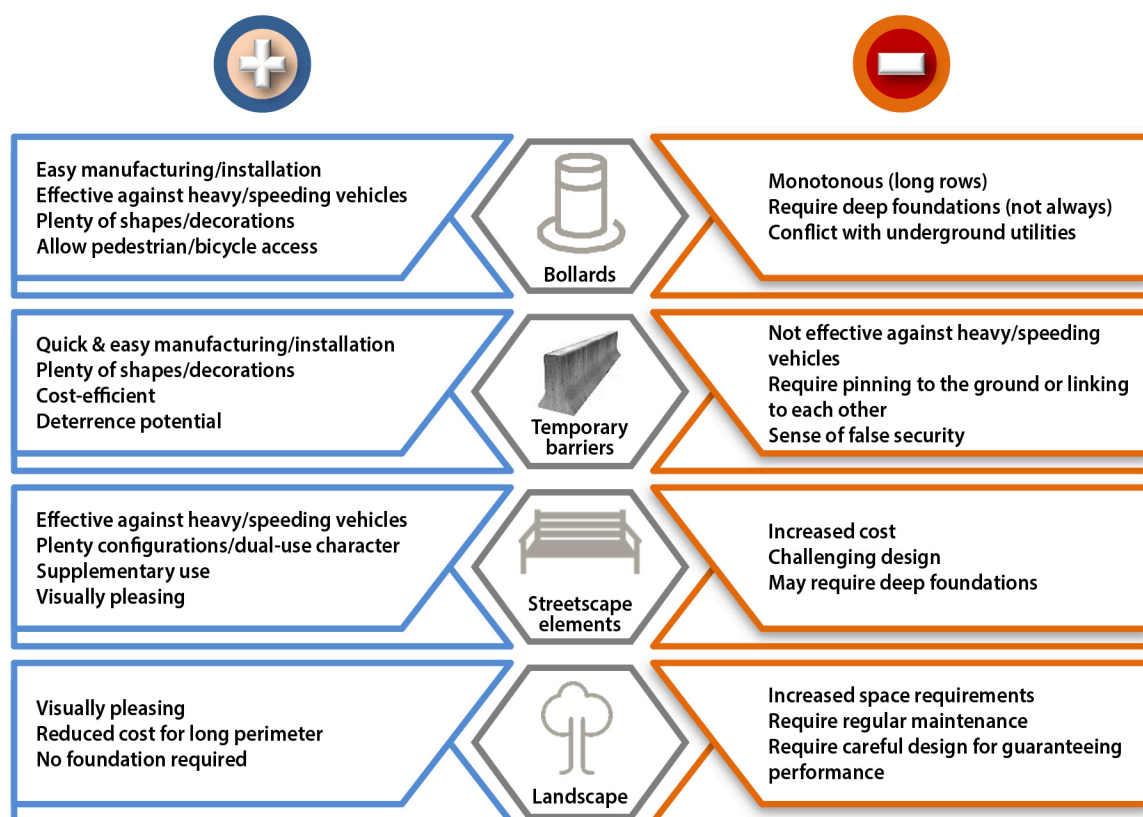 Easy manufacturing/installation
Effective against heavy/speeding vehicles
Plenty of shapes/decorations
Allow pedestrian/bicycle access
Bollards
Monotonous (long rows)
Require deep foundations (not always)
Conflict with underground utilities
Quick & easy manufacturing/installation
Plenty of shapes/decorations
Cost-efficient
Deterrence potential
Temporary
barriers
Not effective against heavy/speeding
vehicles
Require pinning to the ground or linking
to each other
Sense of false security
Effective against heavy/speeding vehicles
Plenty configurations/dual-use character
Supplementary use
Visually pleasing
Streetscape
elements
Increased cost
Challenging design
May require deep foundations
Visually pleasing
Reduced cost for long perimeter
No foundation required
Landscape
Increased space requirements
Require regular maintenance
Require careful design for guaranteeing
performance